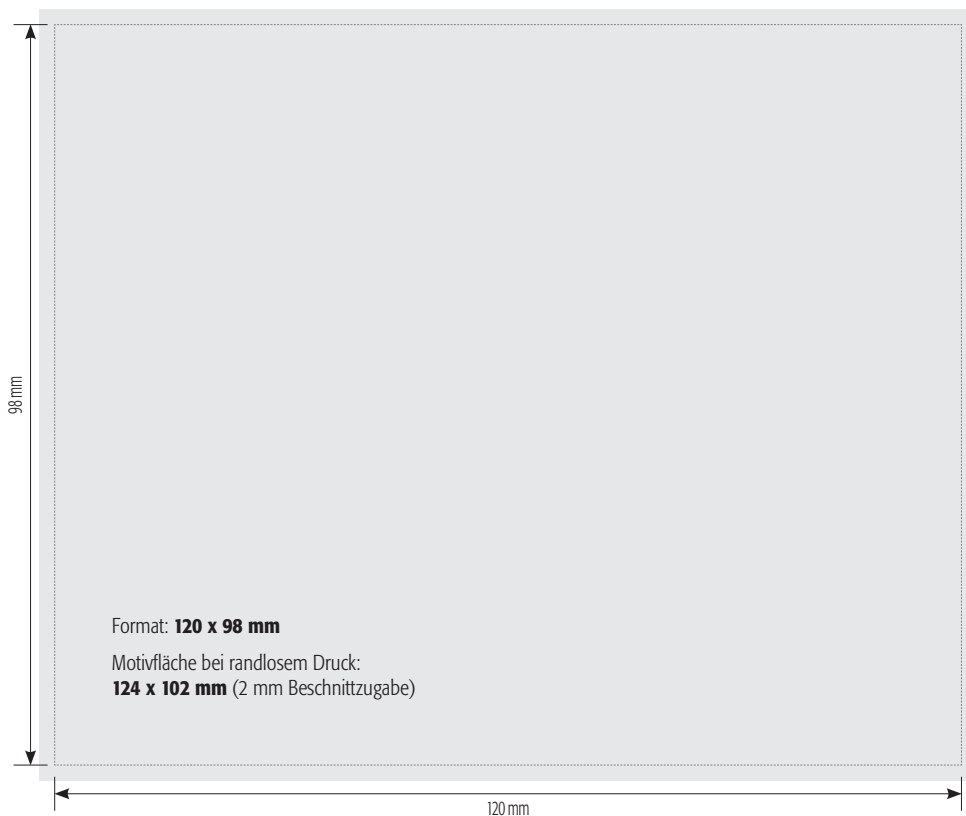 98 mm
Format: 120 x 98 mm
Motivfläche bei randlosem Druck:
124 x 102 mm (2 mm Beschnittzugabe)
120 mm